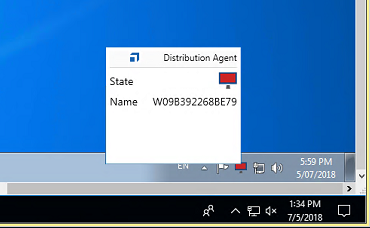 Distribution Agent
State
Name W09B392268BE79
EN
5:59 PM
5/07/2018
1:34 PM
7/5/2018